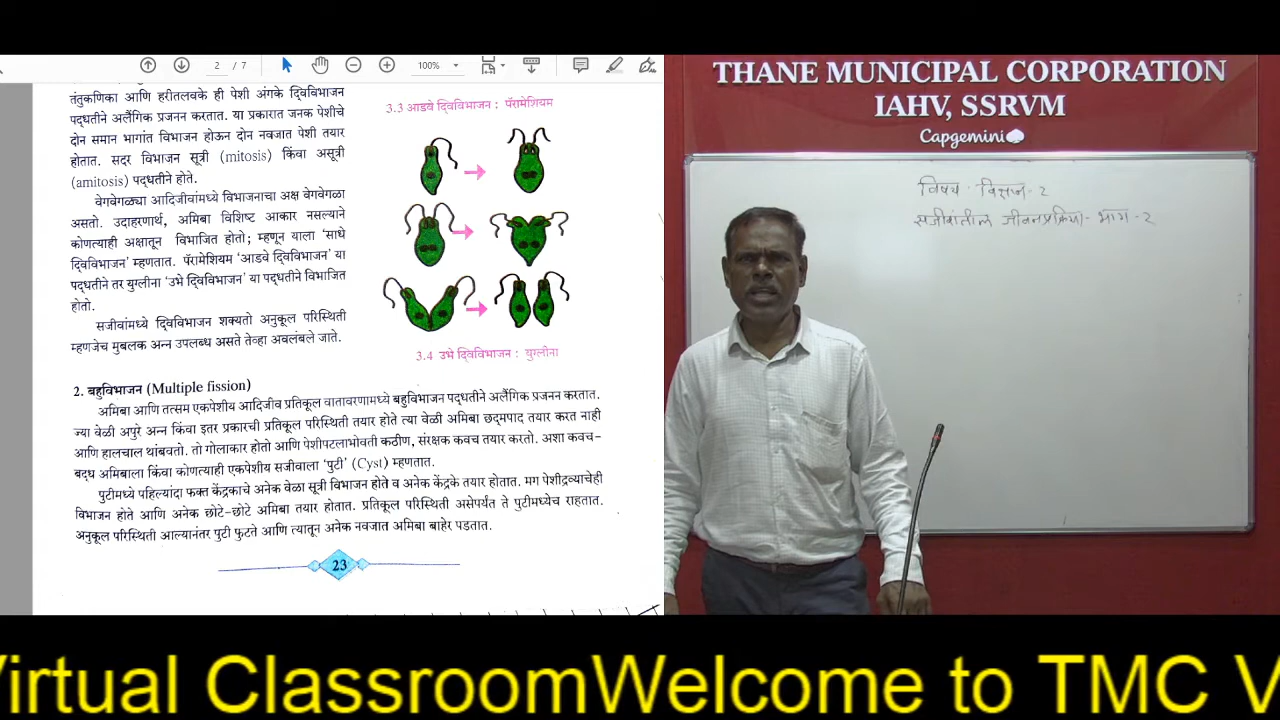 2 / 7
100%
तंतुकणिका आणि हरीतलवके ही पेशी अंगके द्विविभाजन
पद्धतीने अलैंगिक प्रजनन करतात. या प्रकारात जनक पेशीचे
दोन समान भागांत विभाजन होऊन दोन नवजात पेशी तयार
होतात. सदर विभाजन सूत्री (mitosis) किंवा असूत्री
(amitosis) पद्धतीने होते.
वेगवेगळ्या आदिजीवांमध्ये विभाजनाचा अक्ष वेगवेगळा
असतो. उदाहरणार्थ, अमिबा विशिष्ट आकार नसल्याने
कोणत्याही अक्षातून विभाजित होतो; म्हणून याला ‘साधे
द्विविभाजन’ म्हणतात. पॅरामेशियम ‘आडवे द्विविभाजन’ या
पद्धतीने तर युग्लीना ‘उभे द्विविभाजन’ या पद्धतीने विभाजित
होतो.
सजीवांमध्ये द्विविभाजन शक्यतो अनुकूल परिस्थिती
म्हणजेच मुबलक अन्न उपलब्ध असते तेव्हा अवलंबले जाते.
3.3 आडवे द्विविभाजन : पॅरामेशियम
3.4 उभे द्विविभाजन : युग्लीना
2. बहुविभाजन (Multiple fission)
अमिबा आणि तत्सम एकपेशीय आदिजीव प्रतिकूल वातावरणामध्ये बहुविभाजन पद्धतीने अलैंगिक प्रजनन करतात.
ज्या वेळी अपुरे अन्न किंवा इतर प्रकारची प्रतिकूल परिस्थिती तयार होते त्या वेळी अमिबा छद्मपाद तयार करत नाही
आणि हालचाल थांबवतो. तो गोलाकार होतो आणि पेशीपटलाभोवती कठीण, संरक्षक कवच तयार करतो. अशा कवच-
बद्ध अमिबाला किंवा कोणत्याही एकपेशीय सजीवाला ‘पुटी’ (Cyst) म्हणतात.
पुटीमध्ये पहिल्यांदा फक्त केंद्रकाचे अनेक वेळा सूत्री विभाजन होते व अनेक केंद्रके तयार होतात. मग पेशीद्रव्याचेही
विभाजन होते आणि अनेक छोटे-छोटे अमिबा तयार होतात. प्रतिकूल परिस्थिती असेपर्यंत ते पुटीमध्येच राहतात.
अनुकूल परिस्थिती आल्यानंतर पुटी फुटते आणि त्यातून अनेक नवजात अमिबा बाहेर पडतात.
23
THANE MUNICIPAL CORPORATION
IAHV, SSRVM
Capgemini
विषय - विज्ञान - 2
सजीवांतील जीवनप्रक्रिया - भाग - 2
Virtual ClassroomWelcome to TMC V